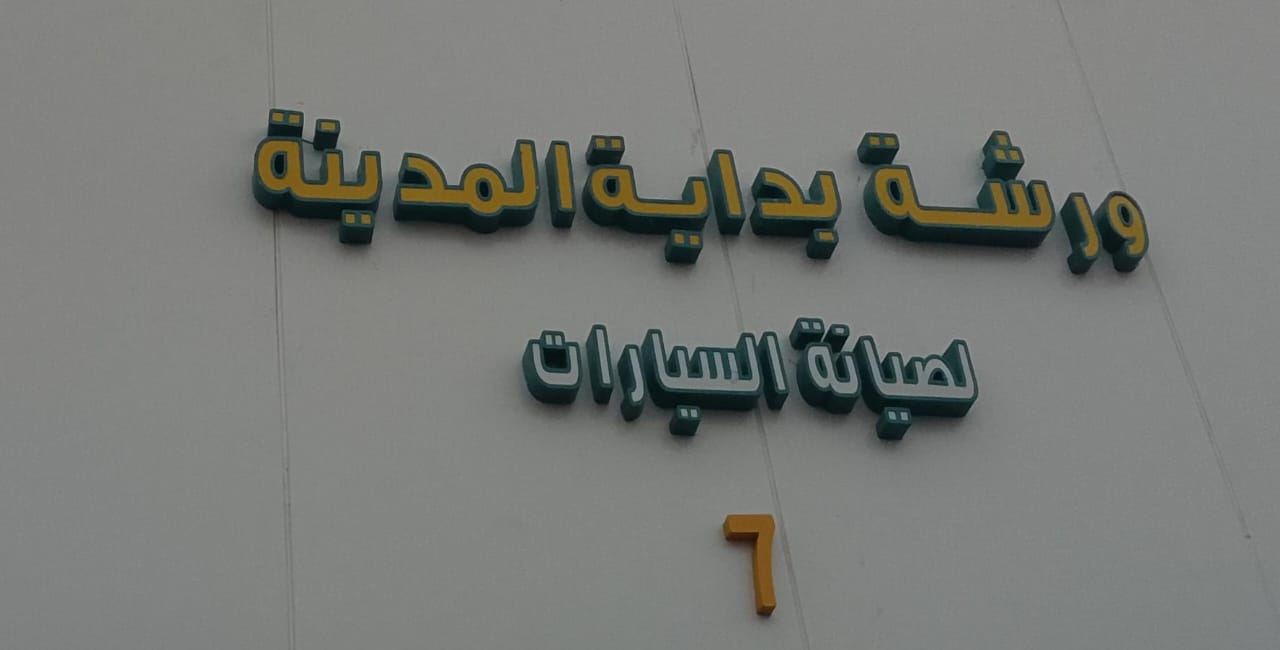 ورشة بداية المدينة
لصيانة السيارات
٦